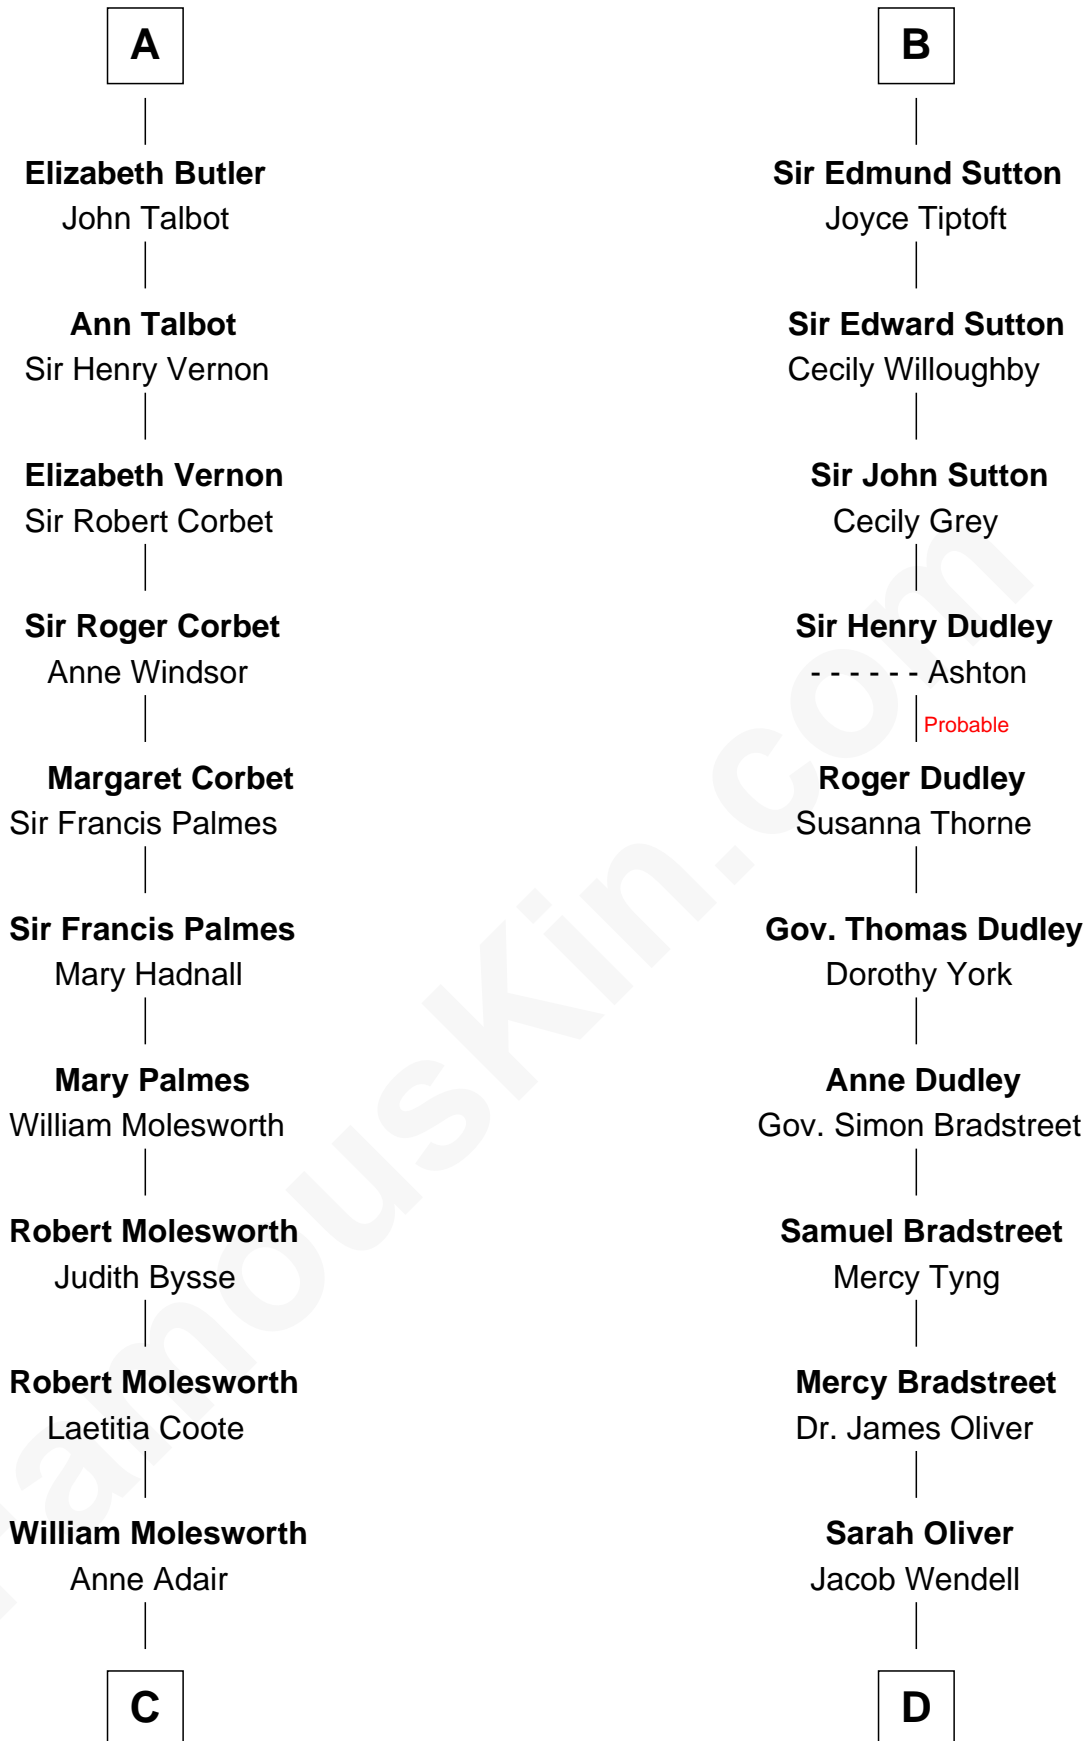 A
Elizabeth Butler
John Talbot
Ann Talbot
Sir Henry Vernon
Elizabeth Vernon
Sir Robert Corbet
Sir Roger Corbet
Anne Windsor
Margaret Corbet
Sir Francis Palmes
Sir Francis Palmes
Mary Hadnall
Mary Palmes
William Molesworth
Robert Molesworth
Judith Bysse
Robert Molesworth
Laetitia Coote
William Molesworth
Anne Adair
C
B
Sir Edmund Sutton
Joyce Tiptoft
Sir Edward Sutton
Cecily Willoughby
Sir John Sutton
Cecily Grey
Sir Henry Dudley
- - - - - - Ashton
Probable
Roger Dudley
Susanna Thorne
Gov. Thomas Dudley
Dorothy York
Anne Dudley
Gov. Simon Bradstreet
Samuel Bradstreet
Mercy Tyng
Mercy Bradstreet
Dr. James Oliver
Sarah Oliver
Jacob Wendell
D
FamousKin.com